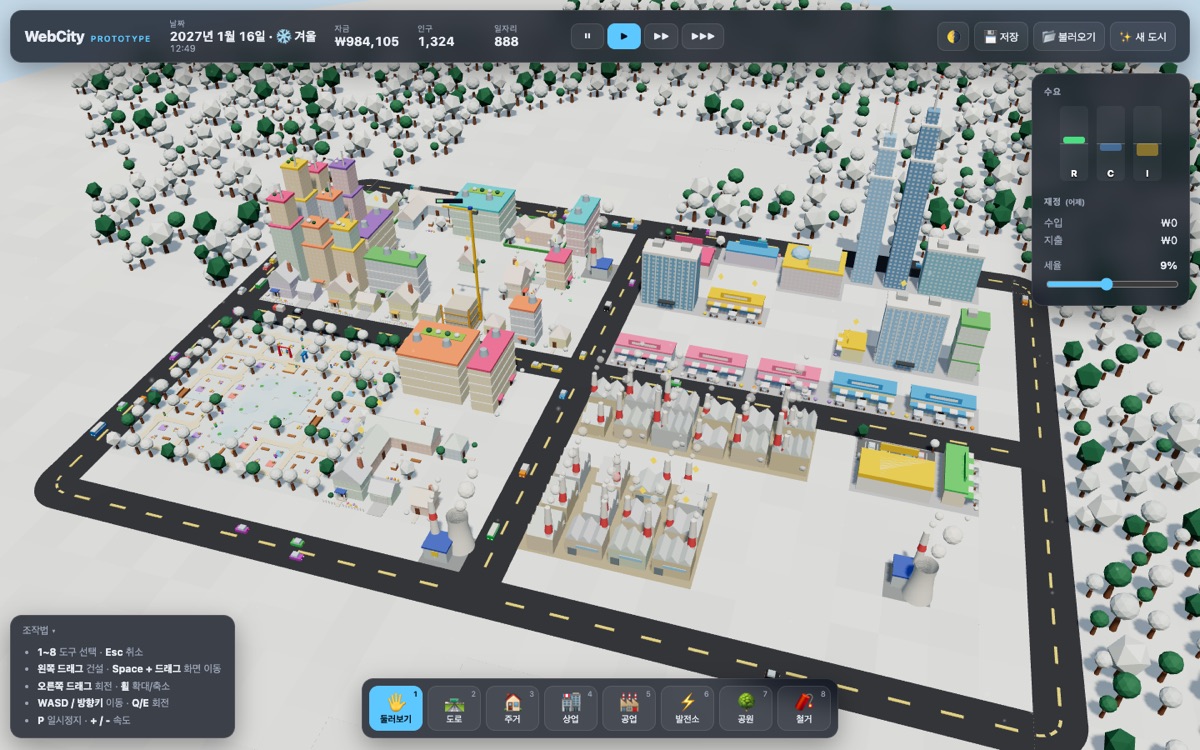 WebCity PROTOTYPE
날짜
2027년 1월 16일 · ❄️ 겨울
12:49
자금
₩984,105
인구
1,324
일자리
888
💾 저장
📂 불러오기
✨ 새 도시
수요
R C I
재정 (어제)
수입 ₩0
지출 ₩0
세율 9%
조작법
1~8 도구 선택 · Esc 취소
왼쪽 드래그 건설 · Space + 드래그 화면 이동
오른쪽 드래그 회전 · 휠 확대/축소
WASD / 방향키 이동 · Q/E 회전
P 일시정지 · + / - 속도
1 둘러보기
2 도로
3 주거
4 상업
5 공업
6 발전소
7 공원
8 철거